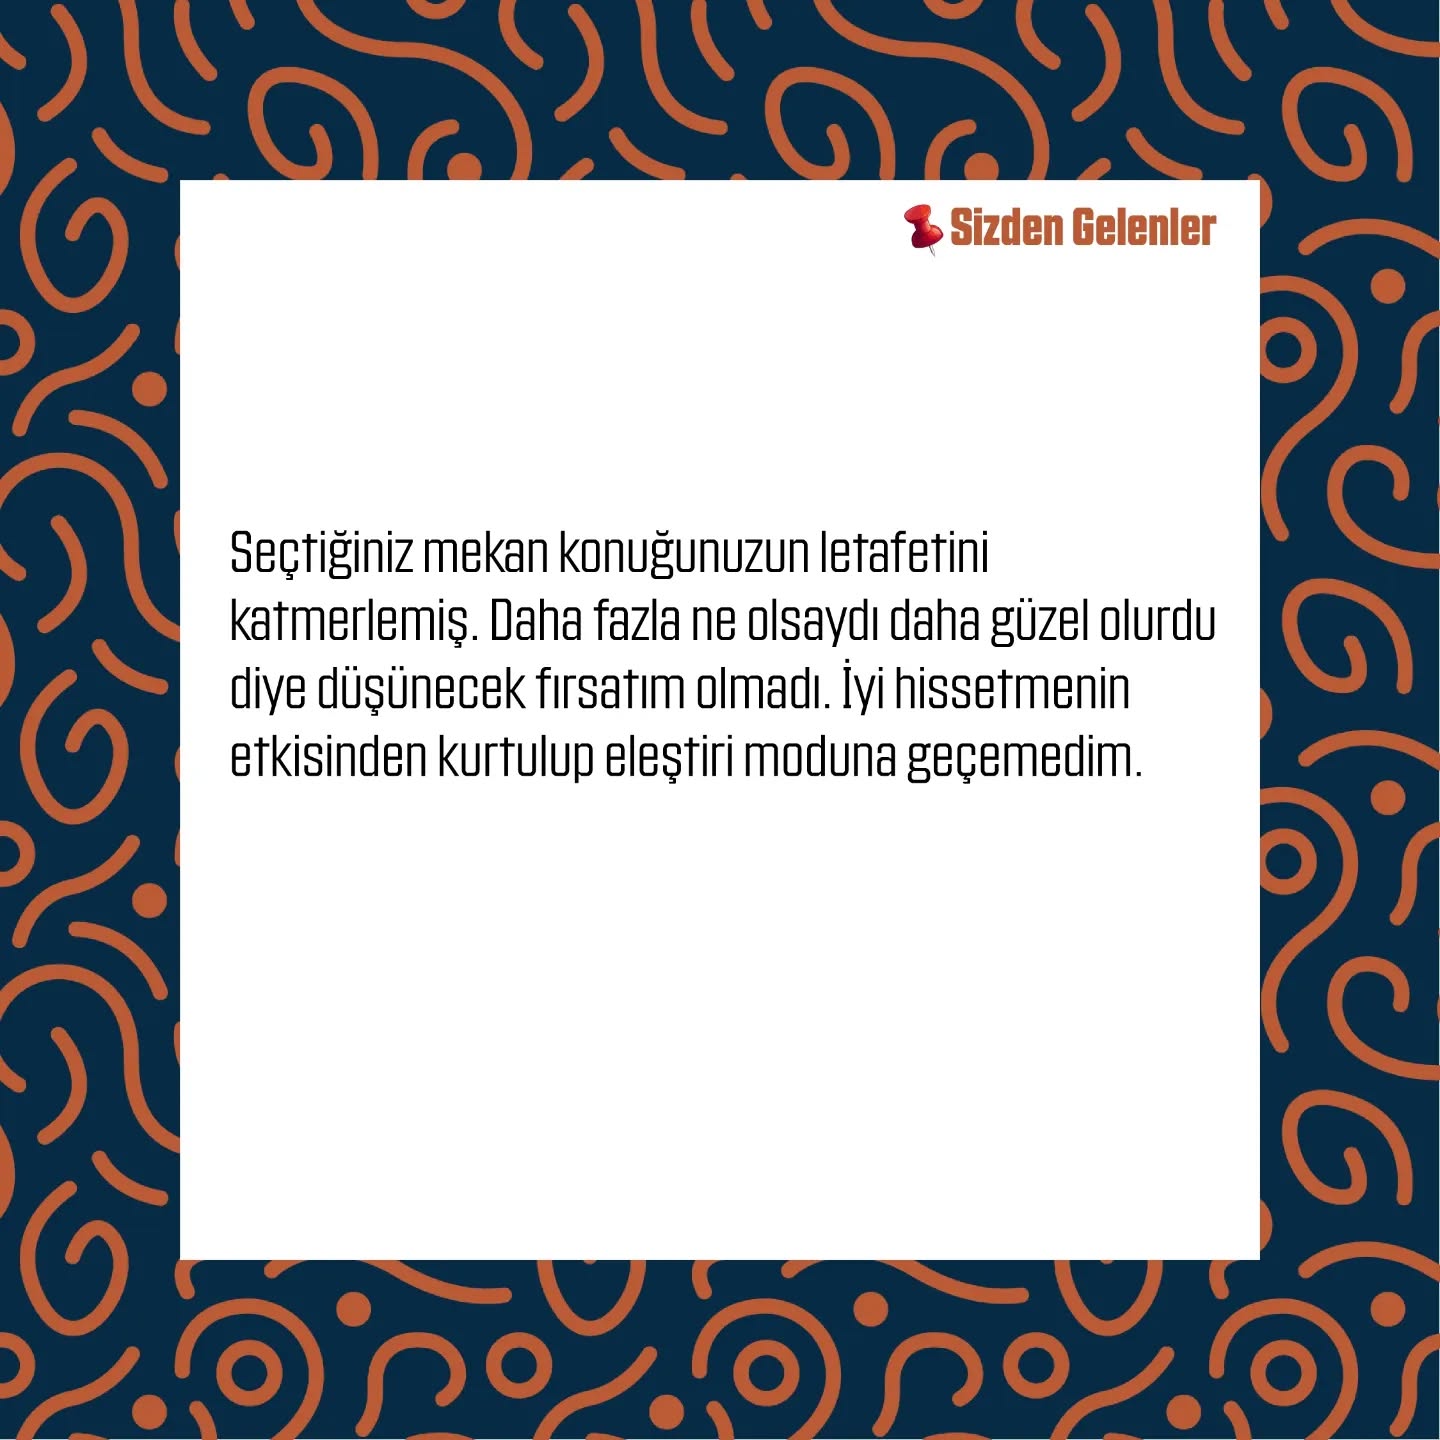 Sizden Gelenler
Seçtiğiniz mekan konuğunuzun letafetini
katmerlemiş. Daha fazla ne olsaydı daha güzel olurdu
diye düşünecek fırsatım olmadı. İyi hissetmenin
etkisinden kurtulup eleştiri moduna geçemedim.